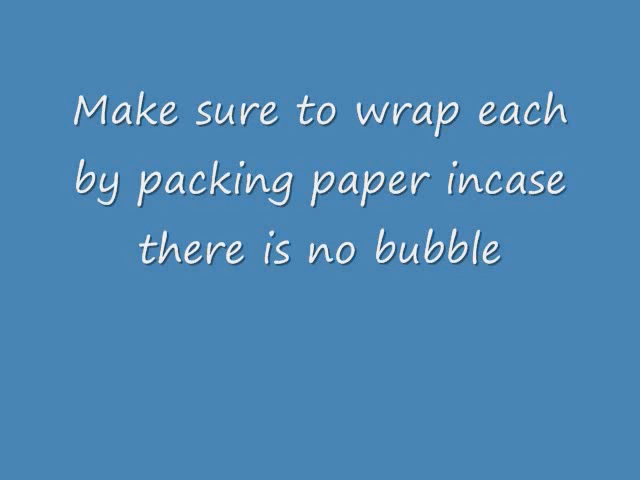 Make sure to wrap each
by packing paper incase
there is no bubble